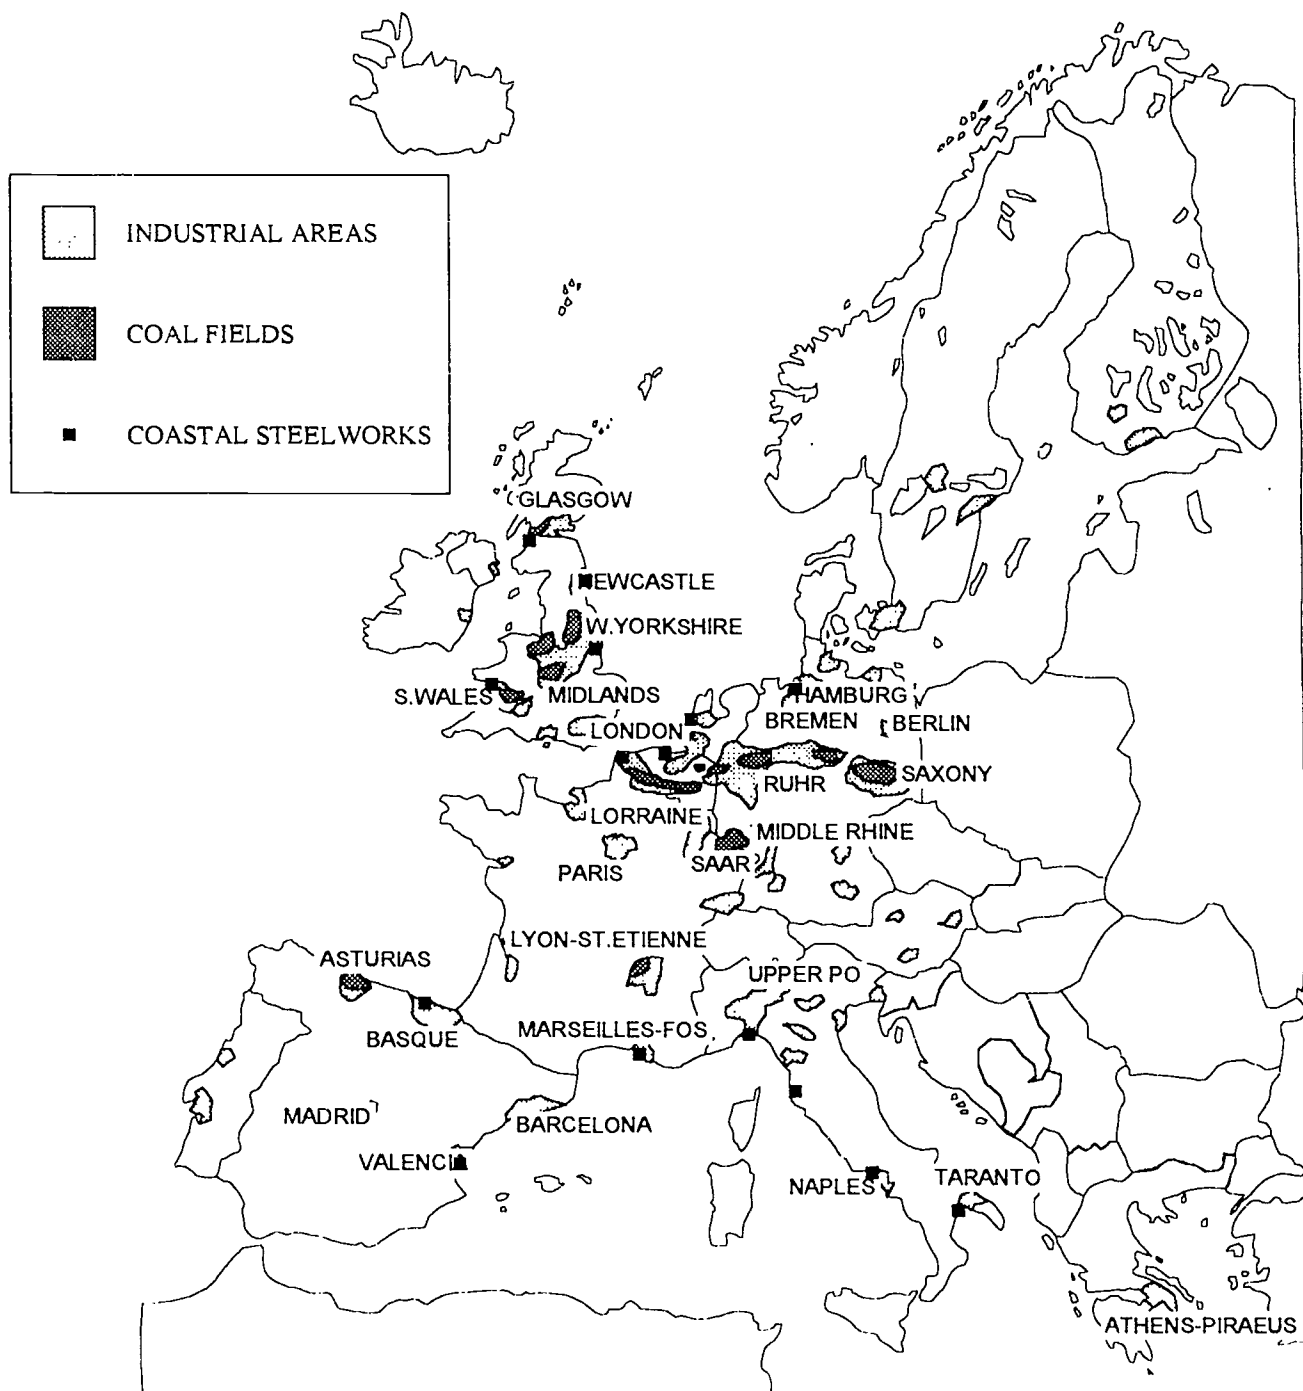 INDUSTRIAL AREAS
COAL FIELDS
COASTAL STEELWORKS
GLASGOW
EWCASTLE
W.YORKSHIRE
S.WALES
MIDLANDS
HAMBURG
LONDON
BREMEN
BERLIN
RUHR
SAXONY
LORRAINE
MIDDLE RHINE
PARIS
SAAR
LYON-ST.ETIENNE
ASTURIAS
UPPER PO
BASQUE
MARSEILLES-FOS
MADRID
BARCELONA
VALENCI
NAPLES
TARANTO
ATHENS-PIRAEUS